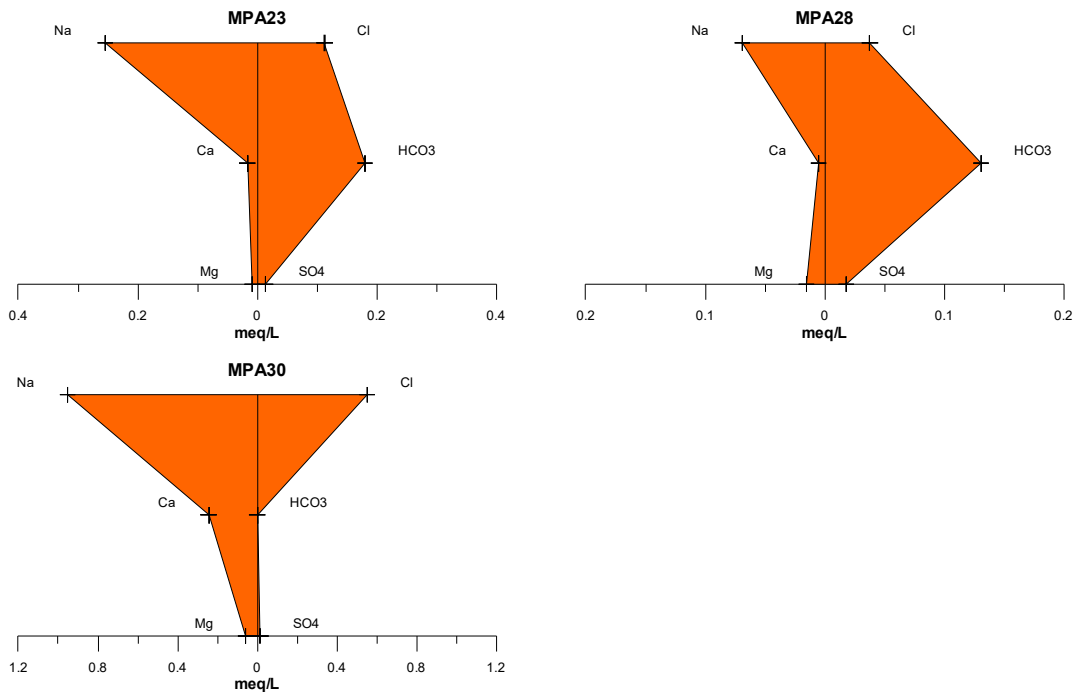 MPA23
Na Cl
Ca HCO3
Mg SO4
0.4 0.2 0 0.2 0.4
meq/L
MPA28
Na Cl
Ca HCO3
Mg SO4
0.2 0.1 0 0.1 0.2
meq/L
MPA30
Na Cl
Ca HCO3
Mg SO4
1.2 0.8 0.4 0 0.4 0.8 1.2
meq/L